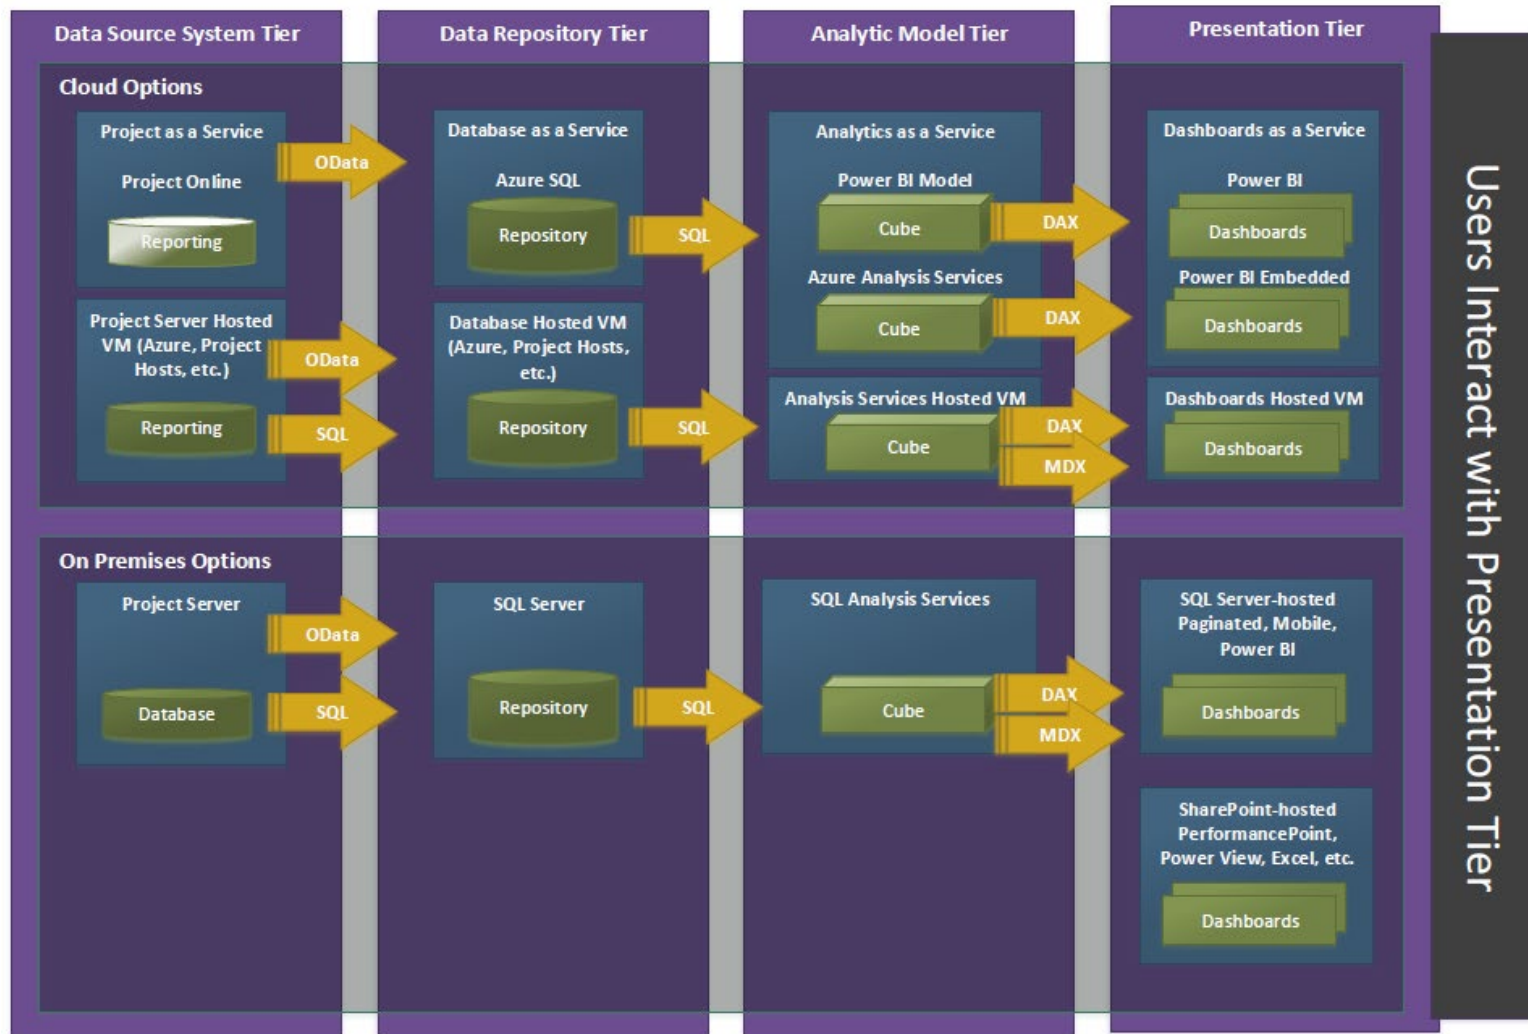 Data Source System Tier
Data Repository Tier
Analytic Model Tier
Presentation Tier
Cloud Options
Project as a Service
Project Online
Reporting
OData
Database as a Service
Azure SQL
Repository
SQL
Analytics as a Service
Power BI Model
Cube
DAX
Azure Analysis Services
Cube
DAX
Dashboards as a Service
Power BI
Dashboards
Power BI Embedded
Dashboards
Project Server Hosted
VM (Azure, Project
Hosts, etc.)
Reporting
OData
SQL
Database Hosted VM
(Azure, Project Hosts,
etc.)
Repository
SQL
Analysis Services Hosted VM
Cube
DAX
MDX
Dashboards Hosted VM
Dashboards
On Premises Options
Project Server
Database
OData
SQL
SQL Server
Repository
SQL
SQL Analysis Services
Cube
DAX
MDX
SQL Server-hosted
Paginated, Mobile,
Power BI
Dashboards
SharePoint-hosted
PerformancePoint,
Power View, Excel, etc.
Dashboards
Users Interact with Presentation Tier